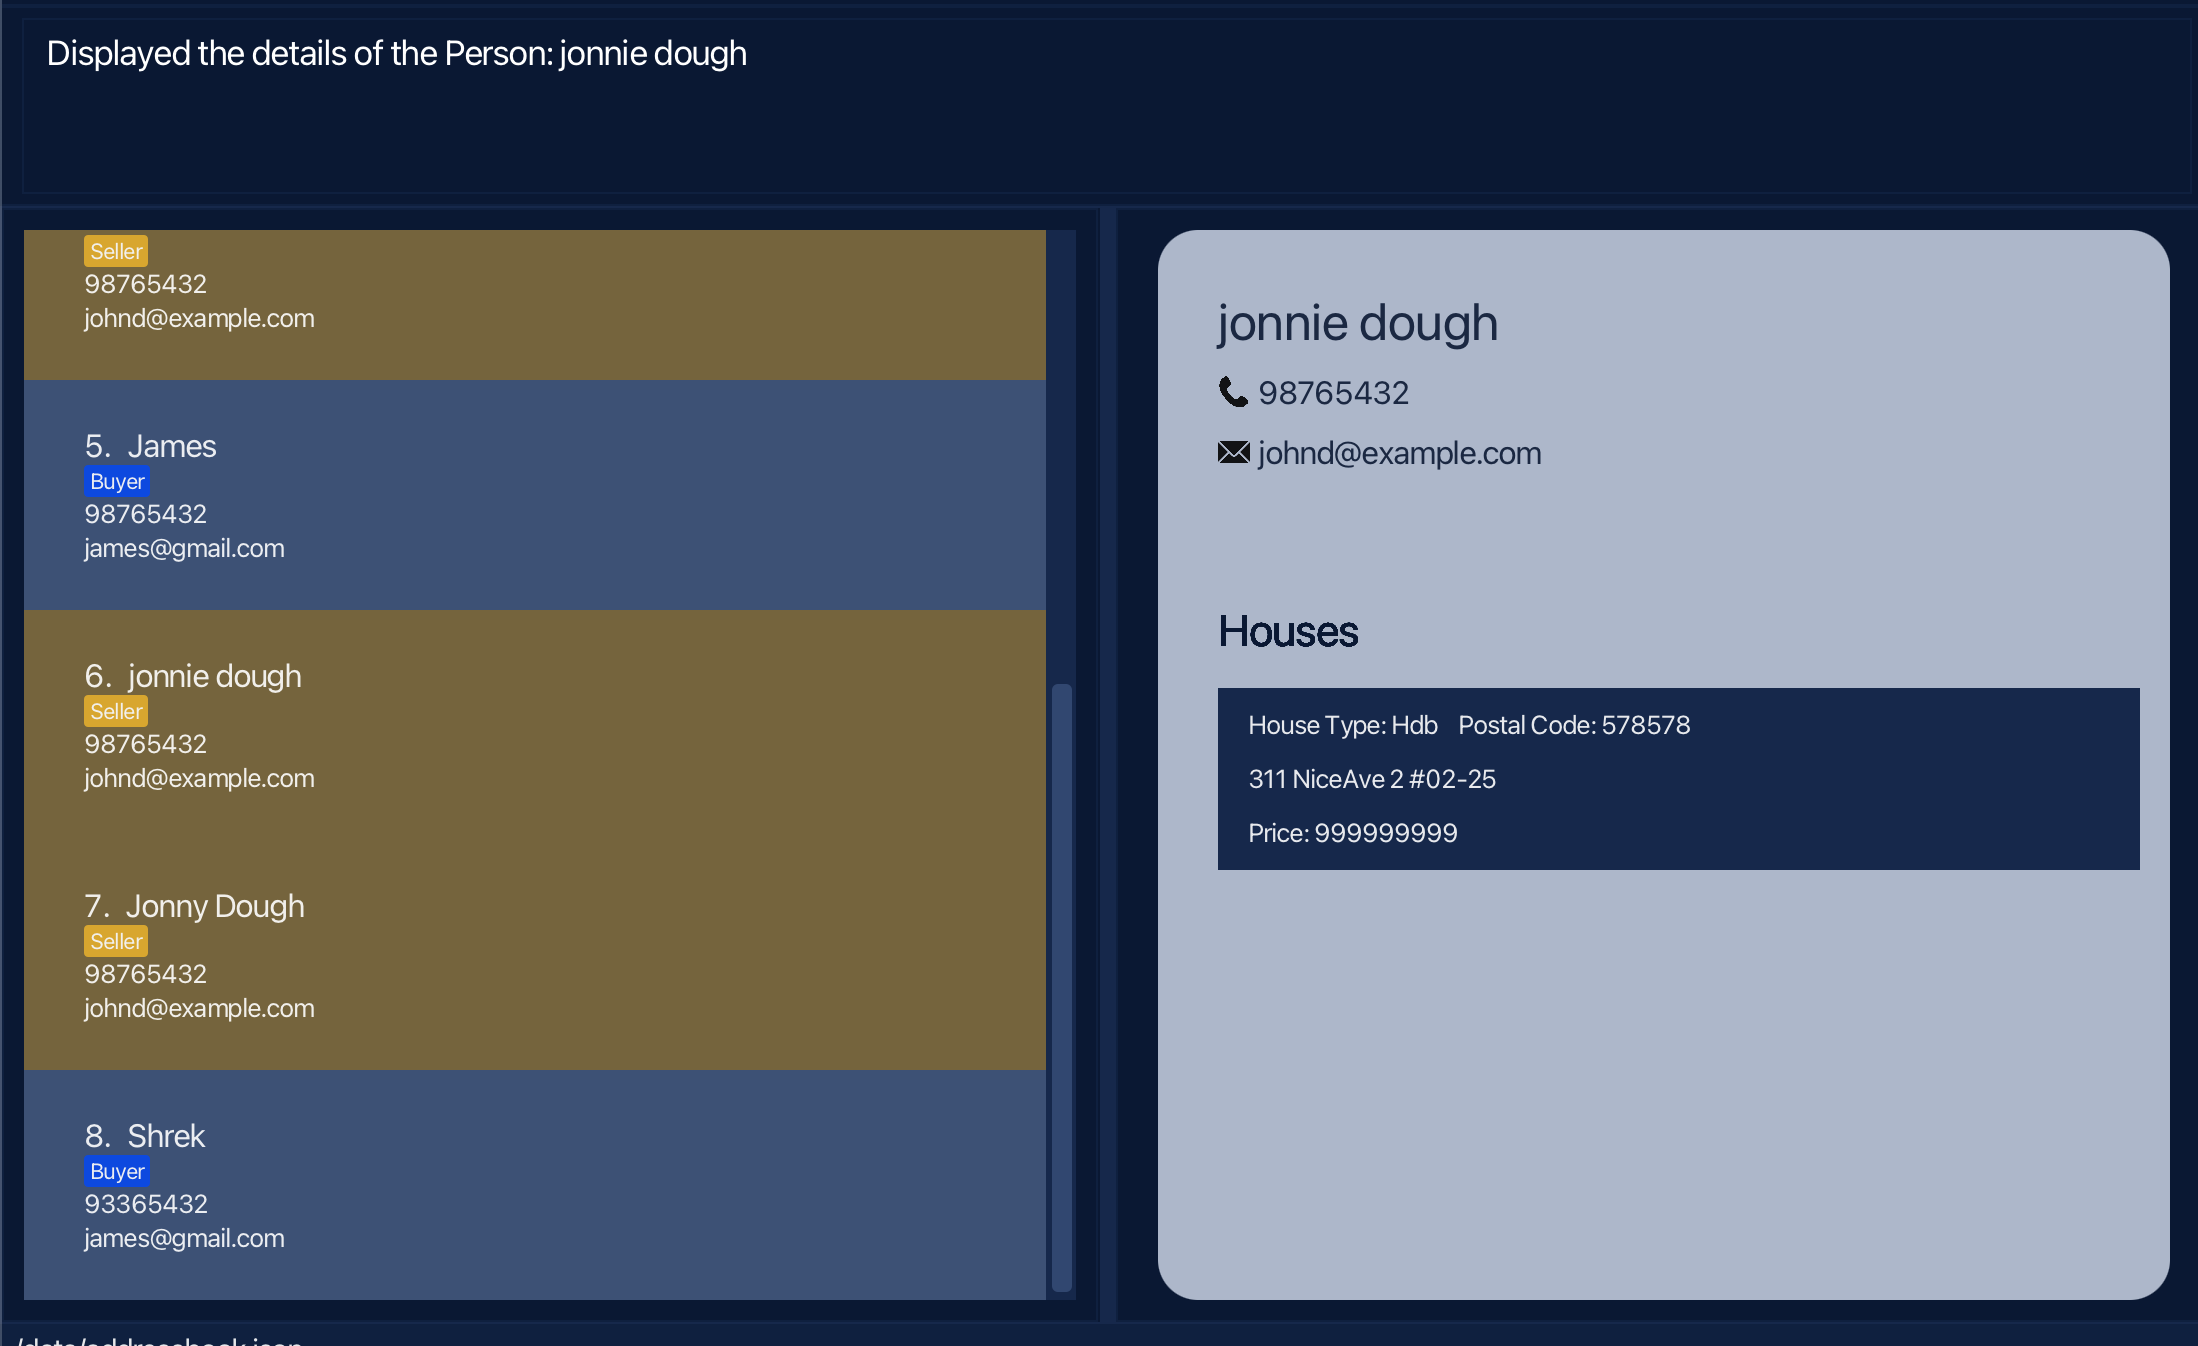 Displayed the details of the Person: jonnie dough
Seller
98765432
johnd@example.com
5. James
Buyer
98765432
james@gmail.com
6. jonnie dough
Seller
98765432
johnd@example.com
7. Jonny Dough
Seller
98765432
johnd@example.com
8. Shrek
Buyer
93365432
james@gmail.com
jonnie dough
98765432
johnd@example.com
Houses
House Type: Hdb Postal Code: 578578
311 NiceAve 2 #02-25
Price: 999999999
/data/addressbook.json